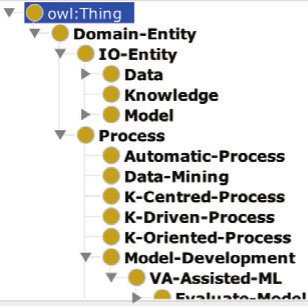 owl:Thing
Domain-Entity
IO-Entity
Data
Knowledge
Model
Process
Automatic-Process
Data-Mining
K-Centred-Process
K-Driven-Process
K-Oriented-Process
Model-Development
VA-Assisted-ML
Evaluate-Model